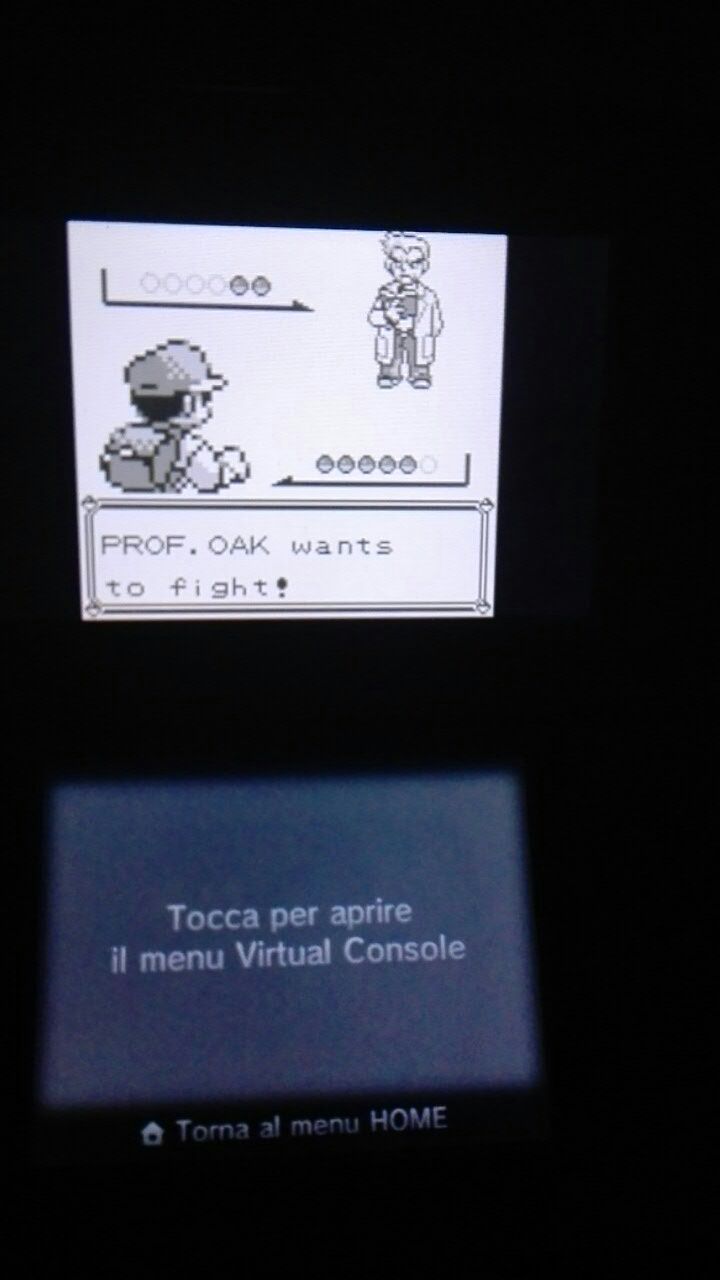 PROF.OAK wants
to fight!
Tocca per aprire
il menu Virtual Console
Torna al menu HOME